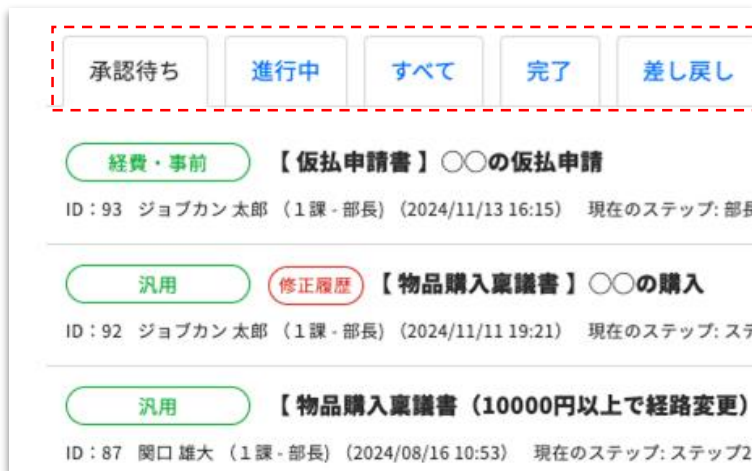 承認待ち 進行中 すべて 完了 差し戻し
経費・事前 【 仮払申請書 】○○の仮払申請
ID:93 ジョブカン 太郎 (1課 - 部長) (2024/11/13 16:15) 現在のステップ: 部長
汎用 修正履歴 【 物品購入稟議書 】○○の購入
ID:92 ジョブカン 太郎 (1課 - 部長) (2024/11/11 19:21) 現在のステップ: ステ
汎用 【 物品購入稟議書(10000円以上で経路変更)
ID:87 関口 雄大 (1課 - 部長) (2024/08/16 10:53) 現在のステップ: ステップ2